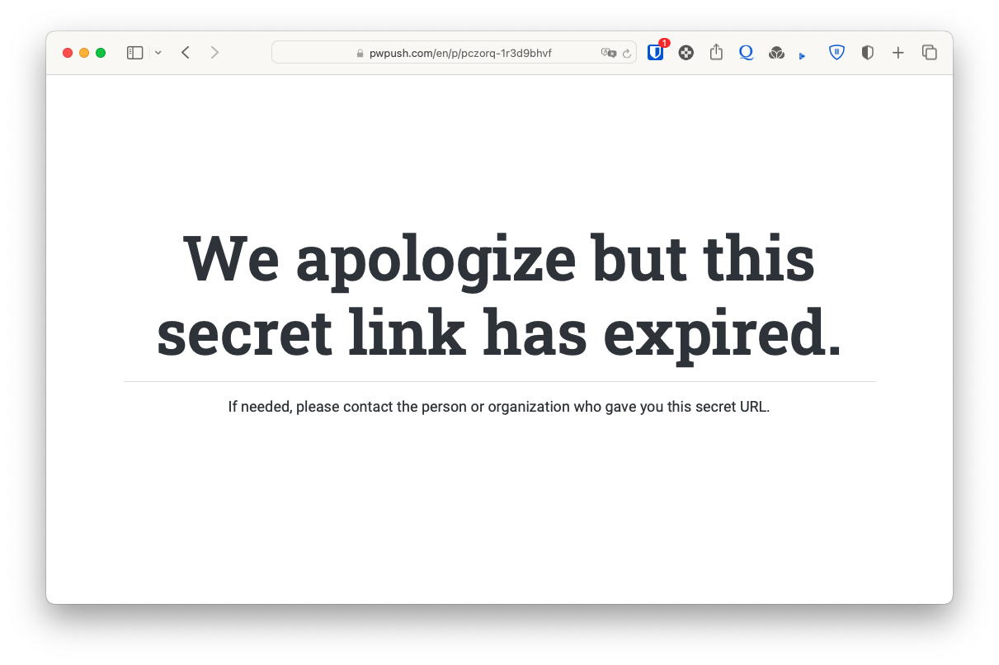 pwpush.com/en/p/pczorq-1r3d9bhvf
1
We apologize but this
secret link has expired.
If needed, please contact the person or organization who gave you this secret URL.